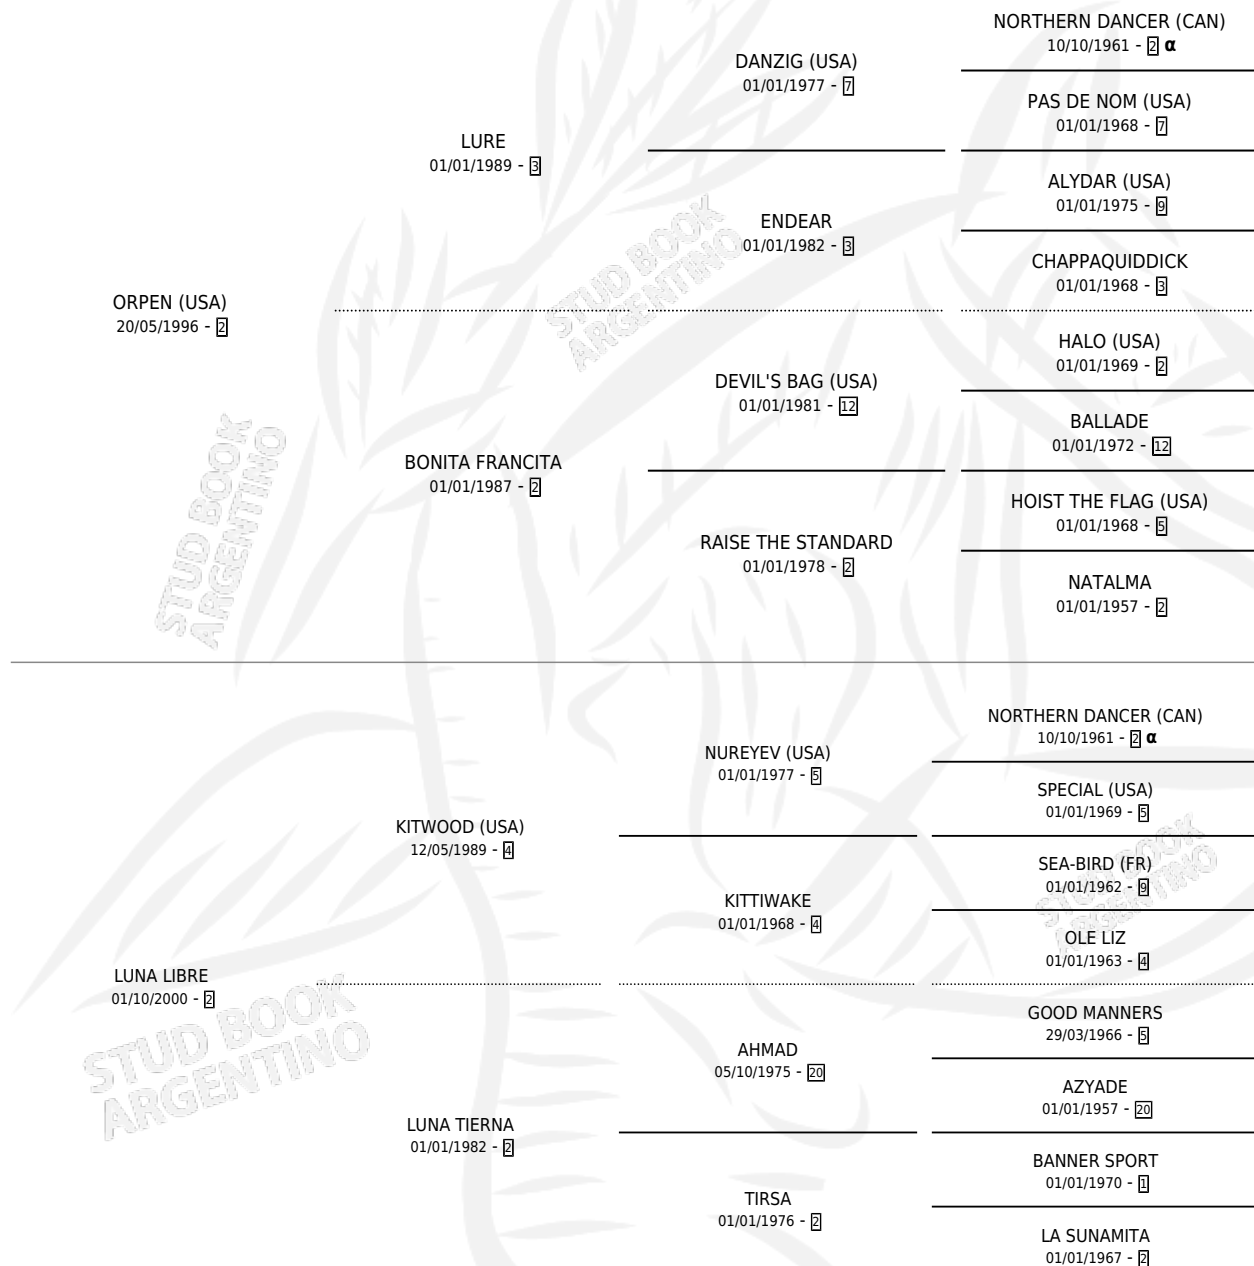 NORTHERN DANCER (CAN)
10/10/1961 - 2 α
DANZIG (USA)
01/01/1977 - 7
PAS DE NOM (USA)
01/01/1968 - 7
LURE
01/01/1989 - 3
ALYDAR (USA)
01/01/1975 - 9
ENDEAR
01/01/1982 - 3
CHAPPAQUIDDICK
01/01/1968 - 3
ORPEN (USA)
20/05/1996 - 2
HALO (USA)
01/01/1969 - 2
DEVIL'S BAG (USA)
01/01/1981 - 12
BALLADE
01/01/1972 - 12
BONITA FRANCITA
01/01/1987 - 2
HOIST THE FLAG (USA)
01/01/1968 - 5
RAISE THE STANDARD
01/01/1978 - 2
NATALMA
01/01/1957 - 2
NORTHERN DANCER (CAN)
10/10/1961 - 2 α
NUREYEV (USA)
01/01/1977 - 5
SPECIAL (USA)
01/01/1969 - 5
KITWOOD (USA)
12/05/1989 - 4
SEA-BIRD (FR)
01/01/1962 - 9
KITTIWAKE
01/01/1968 - 4
OLE LIZ
01/01/1963 - 4
LUNA LIBRE
01/10/2000 - 2
GOOD MANNERS
29/03/1966 - 5
AHMAD
05/10/1975 - 20
AZYADE
01/01/1957 - 20
LUNA TIERNA
01/01/1982 - 2
BANNER SPORT
01/01/1970 - 1
TIRSA
01/01/1976 - 2
LA SUNAMITA
01/01/1967 - 2
STUD BOOK
ARGENTINO
STUD BOOK
ARGENTINO
STUD BOOK
ARGENTINO
STUD BOOK
ARGENTINO